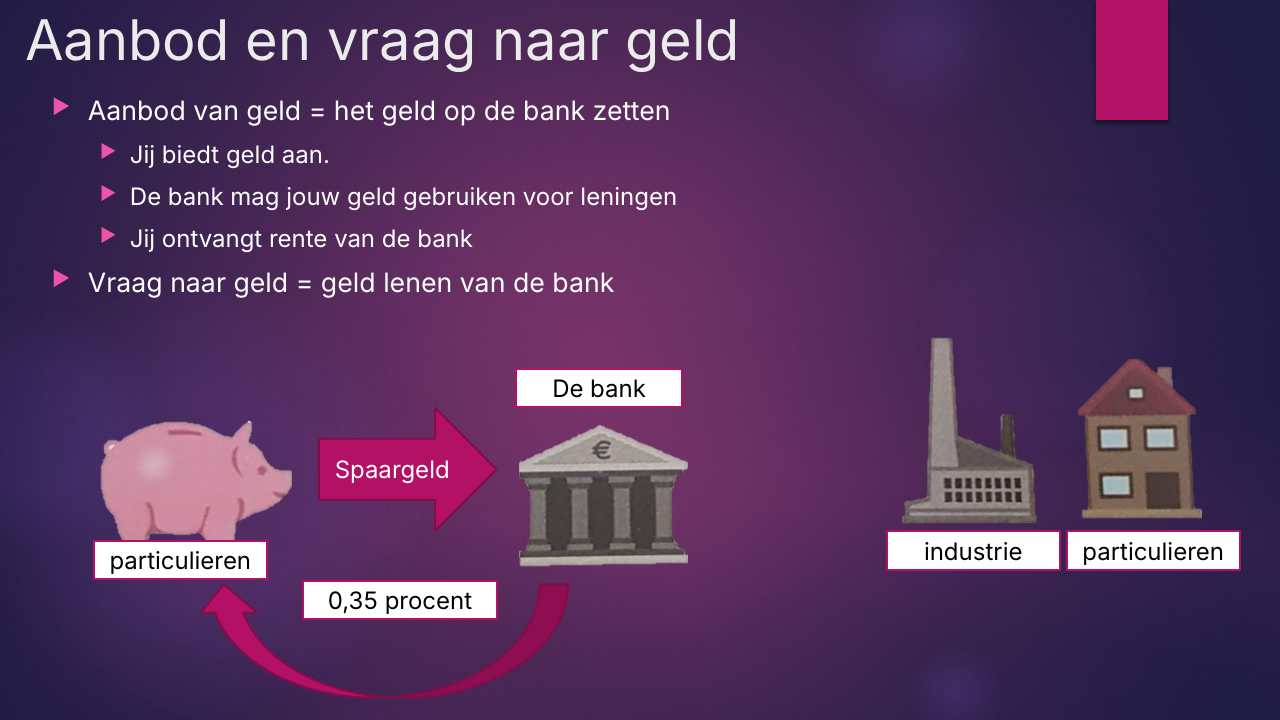 Aanbod en vraag naar geld
Aanbod van geld = het geld op de bank zetten
Jij biedt geld aan.
De bank mag jouw geld gebruiken voor leningen
Jij ontvangt rente van de bank
Vraag naar geld = geld lenen van de bank
De bank
€
Spaargeld
particulieren
industrie
particulieren
0,35 procent